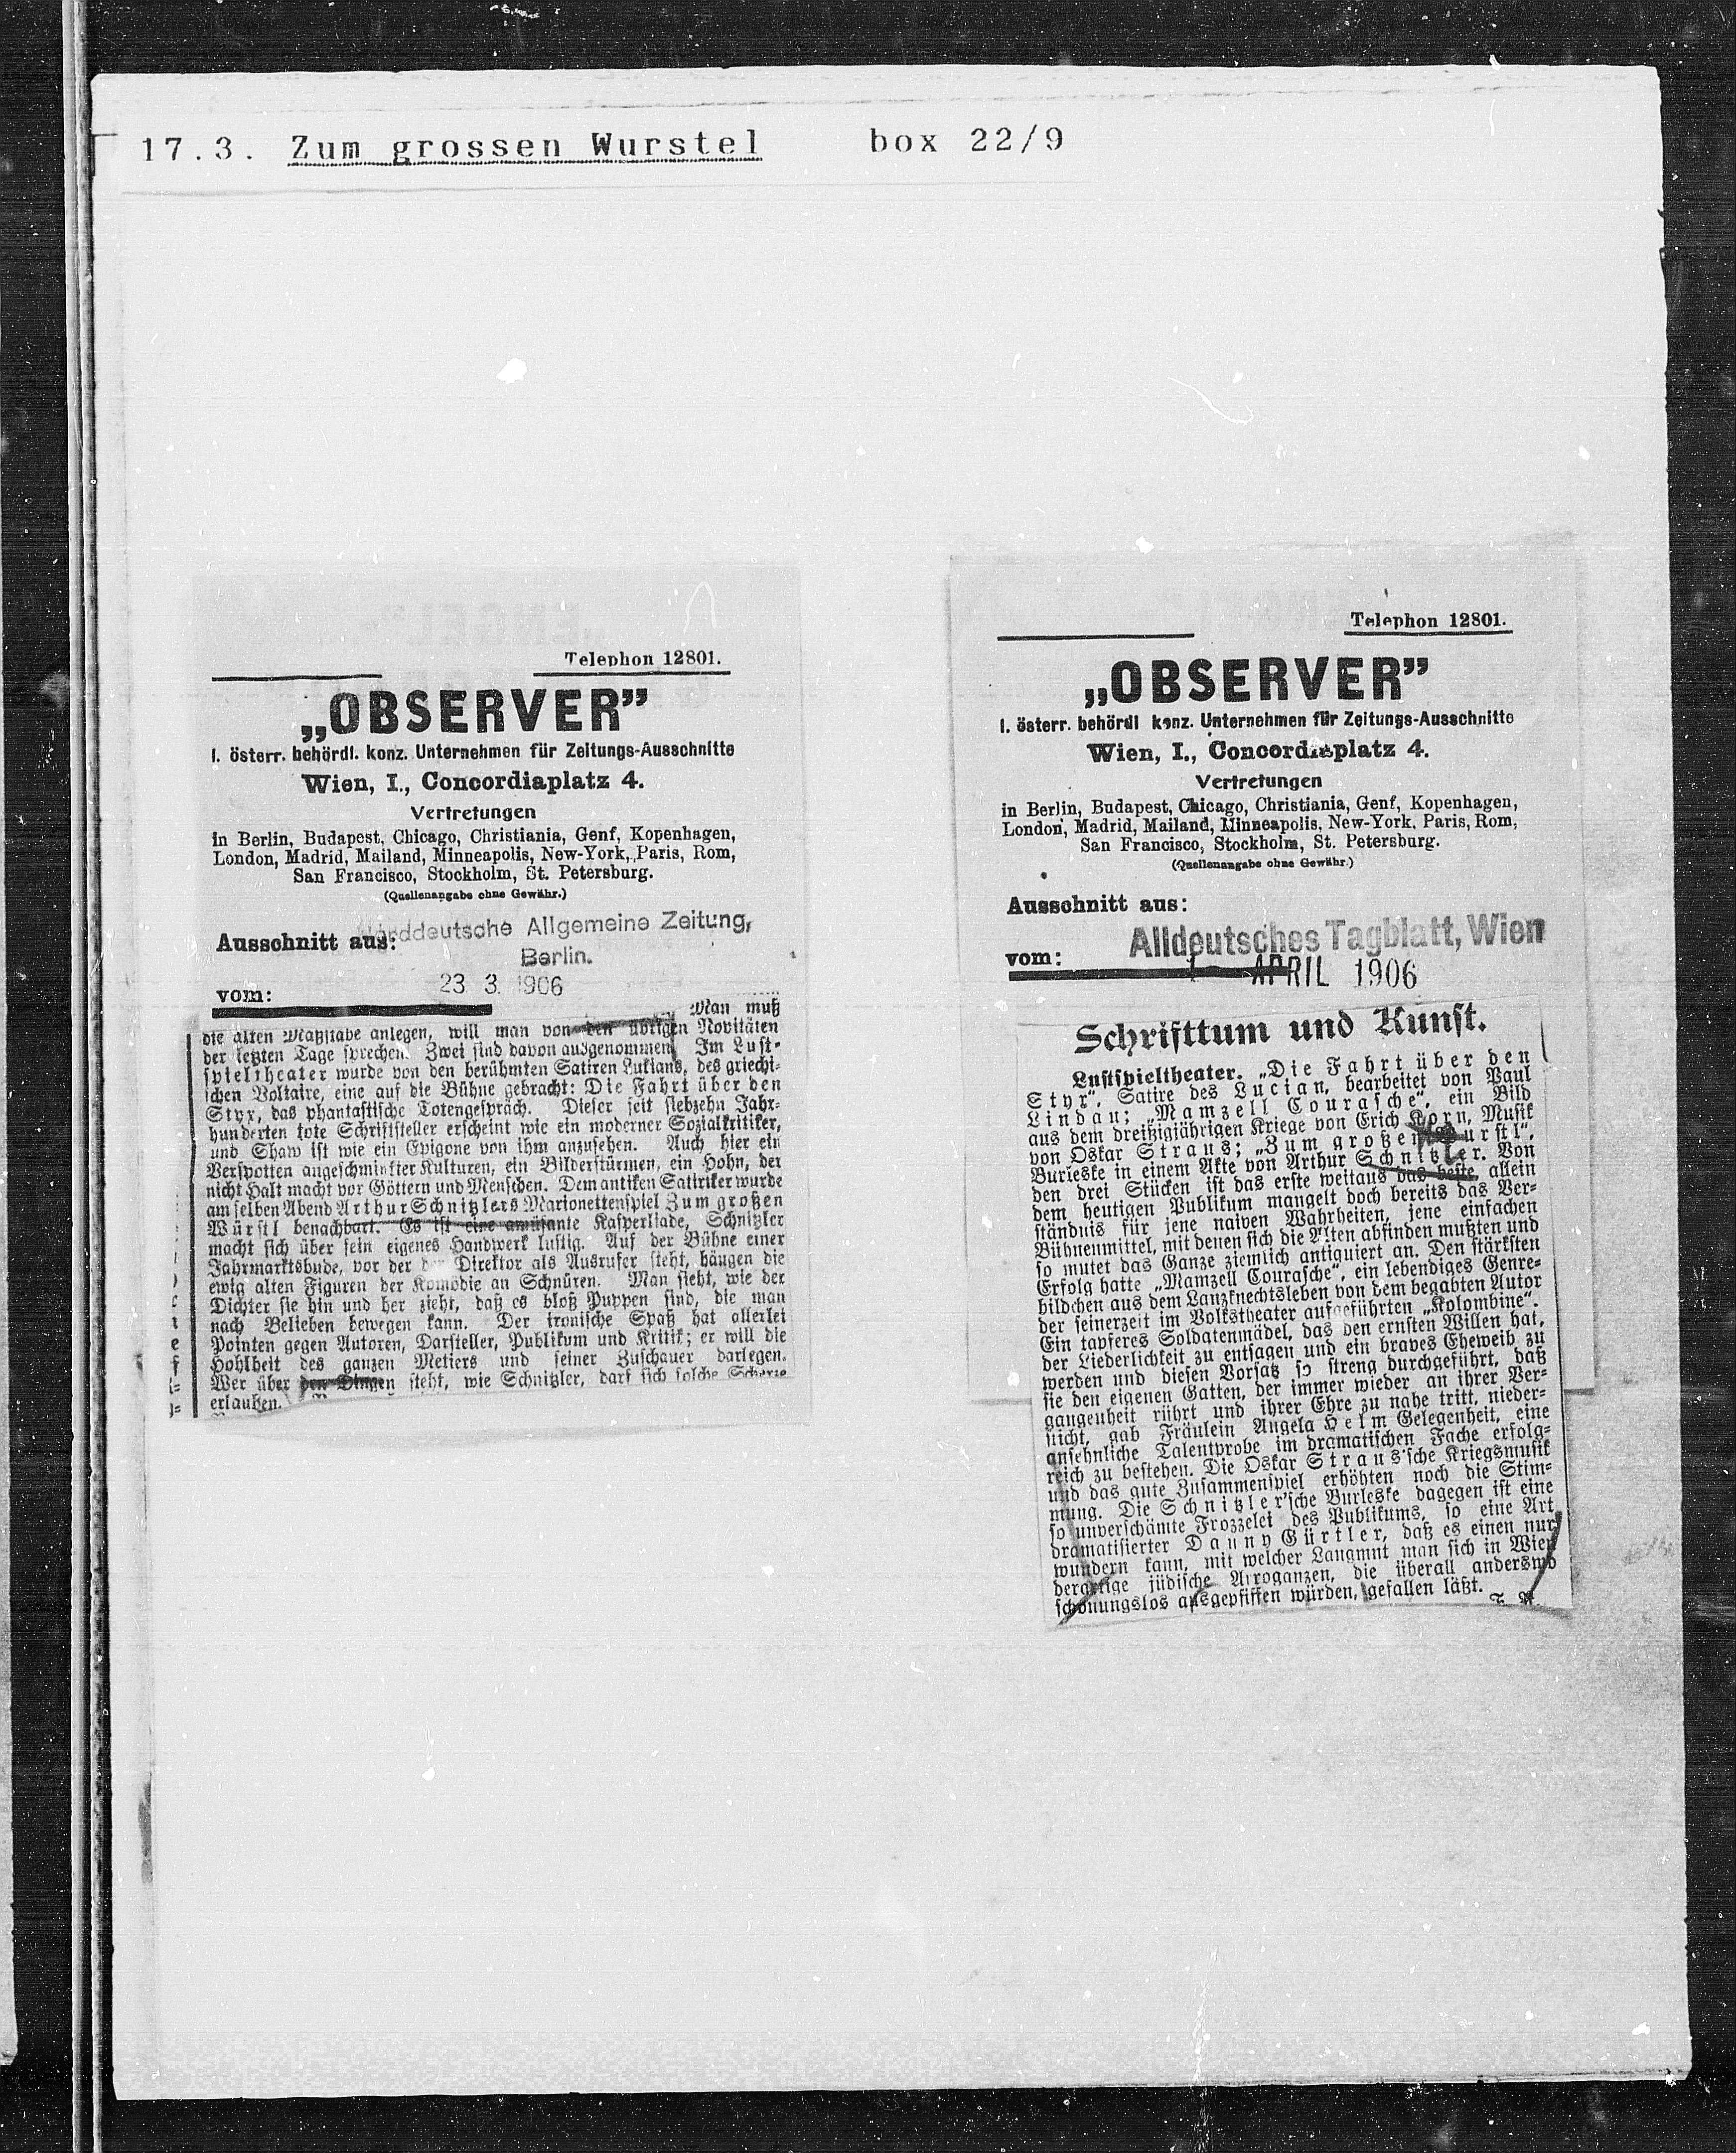 17.3. Zum grossen Wurstel box 22/9
Telephon 12801.
„OBSERVER”
I. österr. behördl. konz. Unternehmen für Zeitungs-Ausschnitte
Wien, I., Concordiaplatz 4.
Vertretungen
in Berlin, Budapest, Chicago, Christiania, Genf, Kopenhagen,
London, Madrid, Mailand, Minneapolis, New-York, Paris, Rom,
San Francisco, Stockholm, St. Petersburg.
(Quellenangabe ohne Gewähr.)
Ausschnitt aus: Norddeutsche Allgemeine Zeitung,
Berlin.
vom: 23 3. 1906
Man muß
die alten Maßstäbe anlegen, will man von den übrigen Novitäten
der letzten Tage sprechen. Zwei sind davon ausgenommen. Im Lust-
spieltheater wurde von den berühmten Satiren Lukians, des griechi-
schen Voltaire, eine auf die Bühne gebracht: Die Fahrt über den
Styx, das phantastische Totengespräch. Dieser seit siebzehn Jahr-
hunderten tote Schriftsteller erscheint wie ein moderner Sozialkritiker,
und Shaw ist wie ein Epigone von ihm anzusehen. Auch hier ein
Verspotten angeschminkter Kulturen, ein Bilderstürmen, ein Hohn, der
nicht Halt macht vor Göttern und Menschen. Dem antiken Satiriker wurde
am selben Abend Arthur Schnitzlers Marionettenspiel Zum großen
Würstl benachbart. Es ist eine amüsante Kasperliade, Schnitzler
macht sich über sein eigenes Handwerk lustig. Auf der Bühne einer
Jahrmarktsbude, vor der der Direktor als Ausrufer steht, hängen die
ewig alten Figuren der Komödie an Schnüren. Man sieht, wie der
Dichter sie hin und her zieht, daß es bloß Puppen sind, die man
nach Belieben bewegen kann. Der ironische Spaß hat allerlei
Pointen gegen Autoren, Darsteller, Publikum und Kritik; er will die
Hohlheit des ganzen Metiers und seiner Zuschauer darlegen.
Wer über den Dingen steht, wie Schnitzler, darf sich solche Scherze
erlauben.
Telephon 12801.
„OBSERVER”
I. österr. behördl. konz. Unternehmen für Zeitungs-Ausschnitte
Wien, I., Concordiaplatz 4.
Vertretungen
in Berlin, Budapest, Chicago, Christiania, Genf, Kopenhagen,
London, Madrid, Mailand, Minneapolis, New-York, Paris, Rom,
San Francisco, Stockholm, St. Petersburg.
(Quellenangabe ohne Gewähr.)
Ausschnitt aus:
Alldeutsches Tagblatt, Wien
vom: 1 APRIL 1906
Schrifttum und Kunst.
Lustspieltheater. „Die Fahrt über den
Styx“, Satire des Lucian, bearbeitet von Paul
Lindau; „Mamzell Courasche“, ein Bild
aus dem dreißigjährigen Kriege von Erich Korn, Musik
von Oskar Straus; „Zum großen Wurstl“,
Burleske in einem Akte von Arthur Schnitzler. Von
den drei Stücken ist das erste weitaus das beste, allein
dem heutigen Publikum mangelt doch bereits das Ver-
ständnis für jene naiven Wahrheiten, jene einfachen
Bühnenmittel, mit denen sich die Alten abfinden mußten und
so mutet das Ganze ziemlich antiquiert an. Den stärksten
Erfolg hatte „Mamzell Courasche“, ein lebendiges Genre-
bildchen aus dem Lanzknechtsleben von dem begabten Autor
der seinerzeit im Volkstheater aufgeführten „Kolombine“.
Ein tapferes Soldatenmädel, das den ernsten Willen hat,
der Liederlichkeit zu entsagen und ein braves Eheweib zu
werden und diesen Vorsatz so streng durchgeführt, daß
sie den eigenen Gatten, der immer wieder an ihrer Ver-
gangenheit rührt und ihrer Ehre zu nahe tritt, nieder-
sticht, gab Fräulein Angela Helm Gelegenheit, eine
ansehnliche Talentprobe im dramatischen Fache erfolg-
reich zu bestehen. Die Oskar Straus'sche Kriegsmusik
und das gute Zusammenspiel erhöhten noch die Stim-
mung. Die Schnitzler'sche Burleske dagegen ist eine
so unverschämte Frozzelei des Publikums, so eine Art
dramatisierter Danny Gürtler, daß es einen nur
wundern kann, mit welcher Langmut man sich in Wien
derartige jüdische Arroganzen, die überall anderswo
schonungslos ausgepfiffen würden, gefallen läßt.